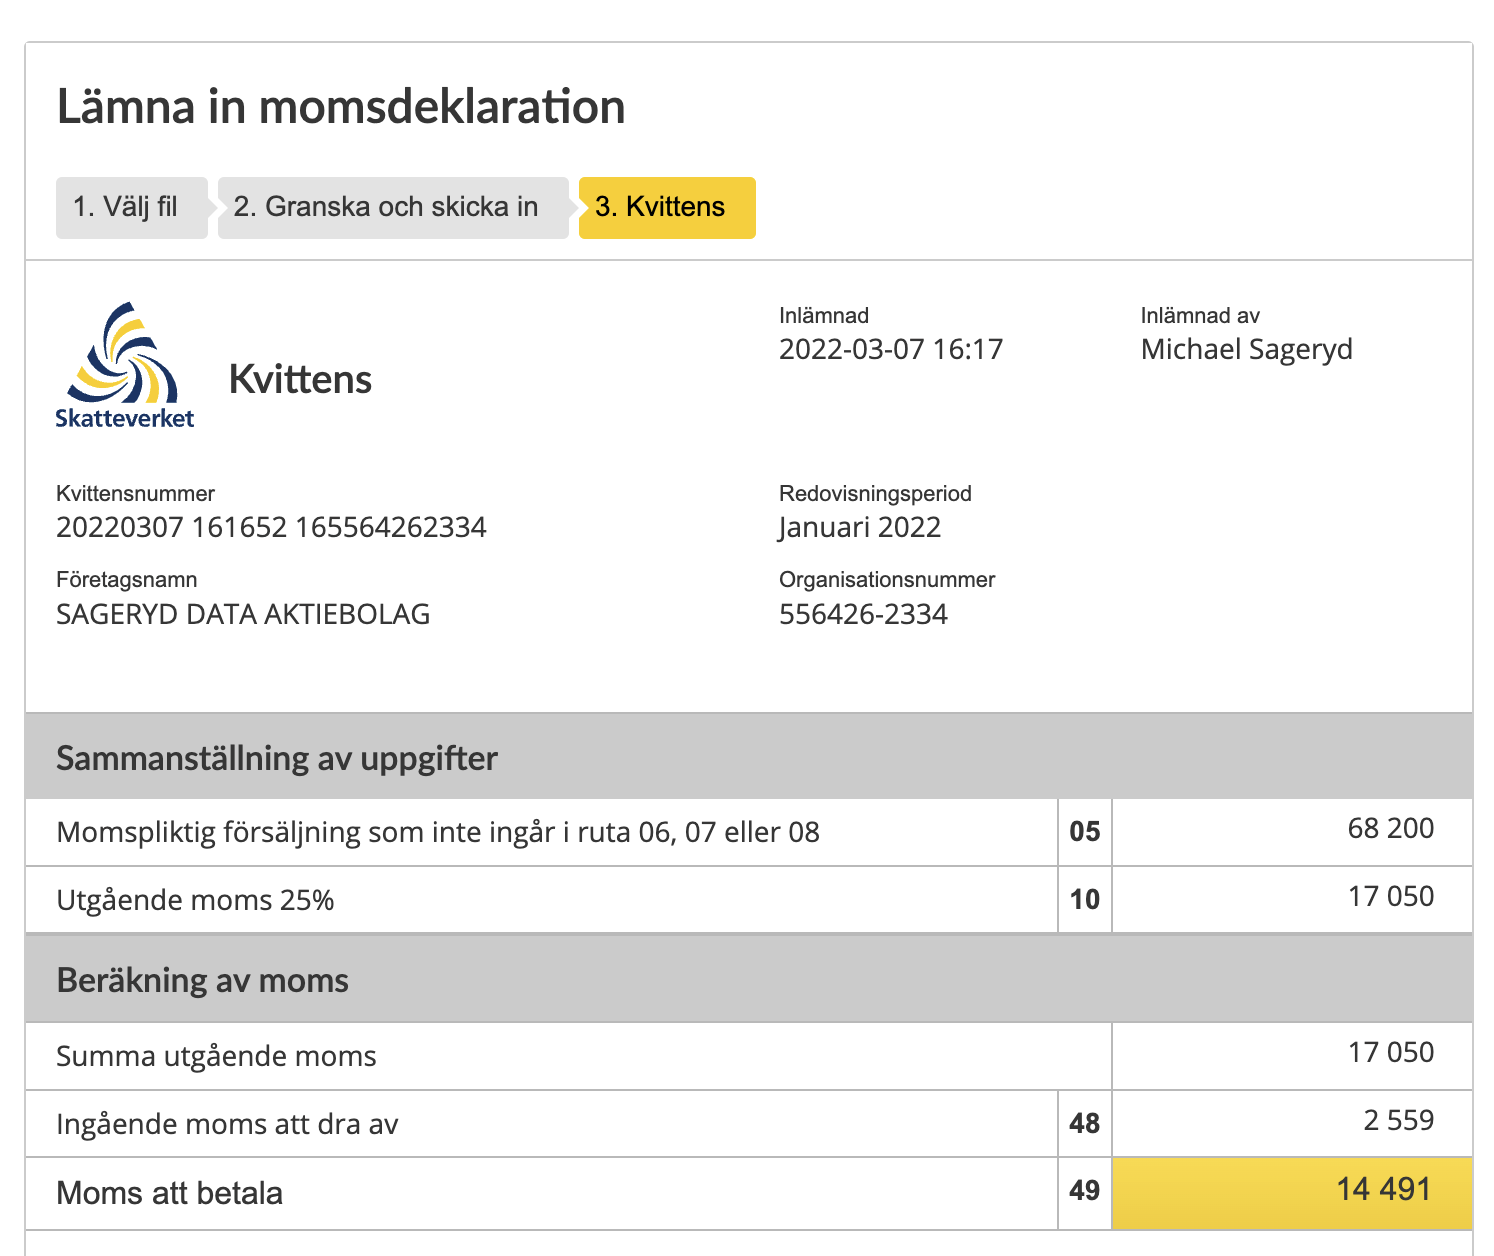 Lämna in momsdeklaration
1. Välj fil
2. Granska och skicka in
3. Kvittens
Skatteverket
Kvittens
Inlämnad
2022-03-07 16:17
Inlämnad av
Michael Sageryd
Kvittensnummer
20220307 161652 165564262334
Redovisningsperiod
Januari 2022
Företagsnamn
SAGERYD DATA AKTIEBOLAG
Organisationsnummer
556426-2334
Sammanställning av uppgifter
Momspliktig försäljning som inte ingår i ruta 06, 07 eller 08 05 68 200
Utgående moms 25% 10 17 050
Beräkning av moms
Summa utgående moms 17 050
Ingående moms att dra av 48 2 559
Moms att betala 49 14 491